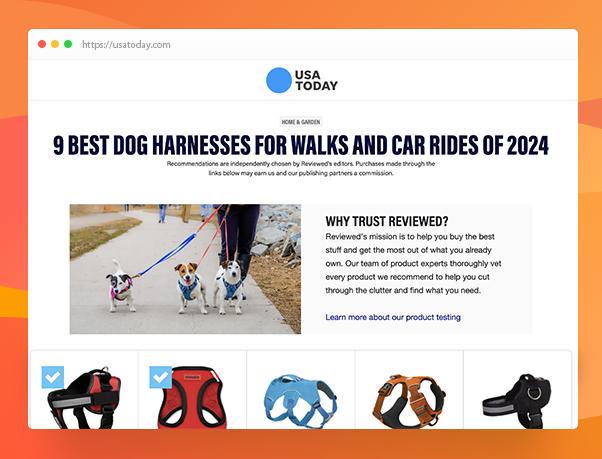 https://usatoday.com
USA
TODAY
HOME & GARDEN
9 BEST DOG HARNESSES FOR WALKS AND CAR RIDES OF 2024
Recommendations are independently chosen by Reviewed's editors. Purchases made through the
links below may earn us and our publishing partners a commission.
WHY TRUST REVIEWED?
Reviewed's mission is to help you buy the best
stuff and get the most out of what you already
own. Our team of product experts thoroughly vet
every product we recommend to help you cut
through the clutter and find what you need.
Learn more about our product testing